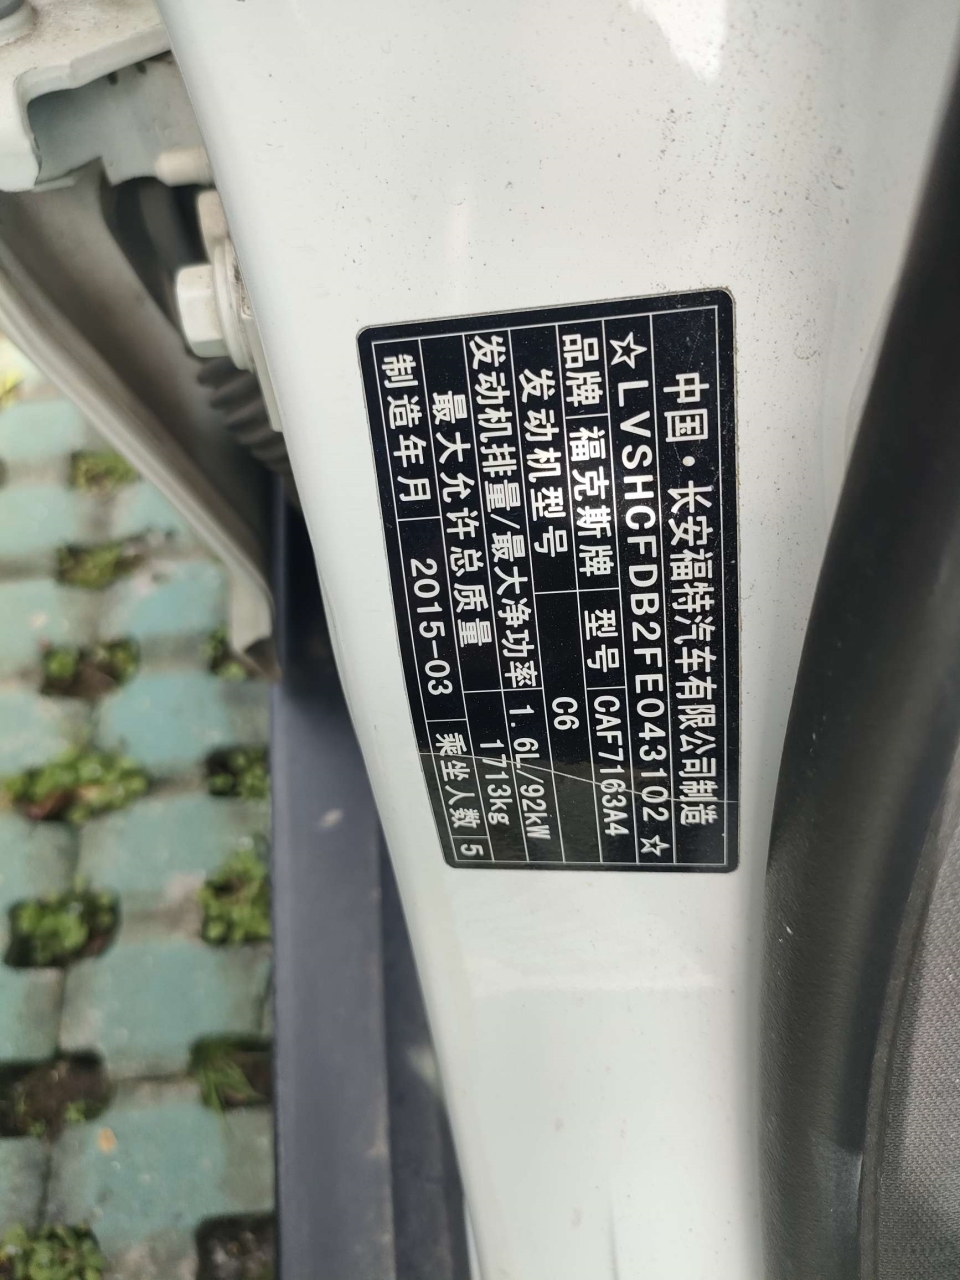 中国·长安福特汽车有限公司制造
☆LVSHCFDB2FE043102☆
品牌 福克斯牌 型号 CAF7163A4
发动机型号 C6
发动机排量/最大净功率 1.6L/92kW
最大允许总质量 1713kg
制造年月 2015-03 乘坐人数 5